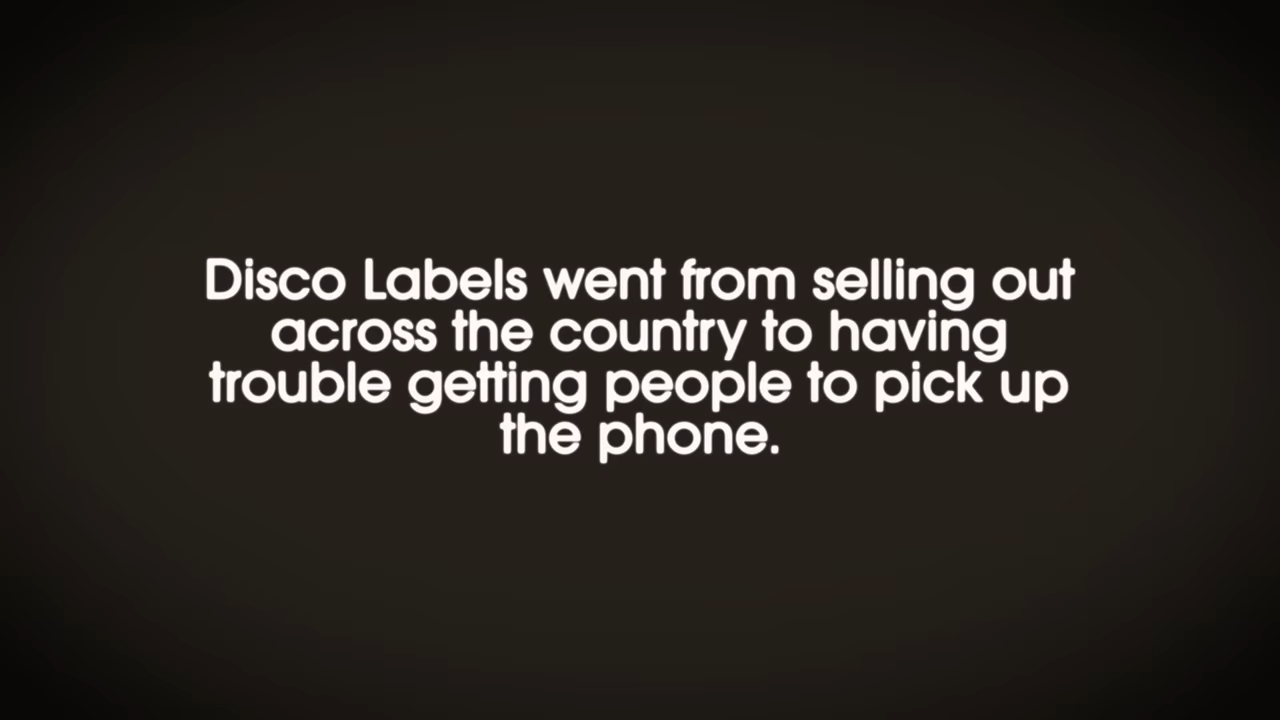 Disco Labels went from selling out
across the country to having
trouble getting people to pick up
the phone.